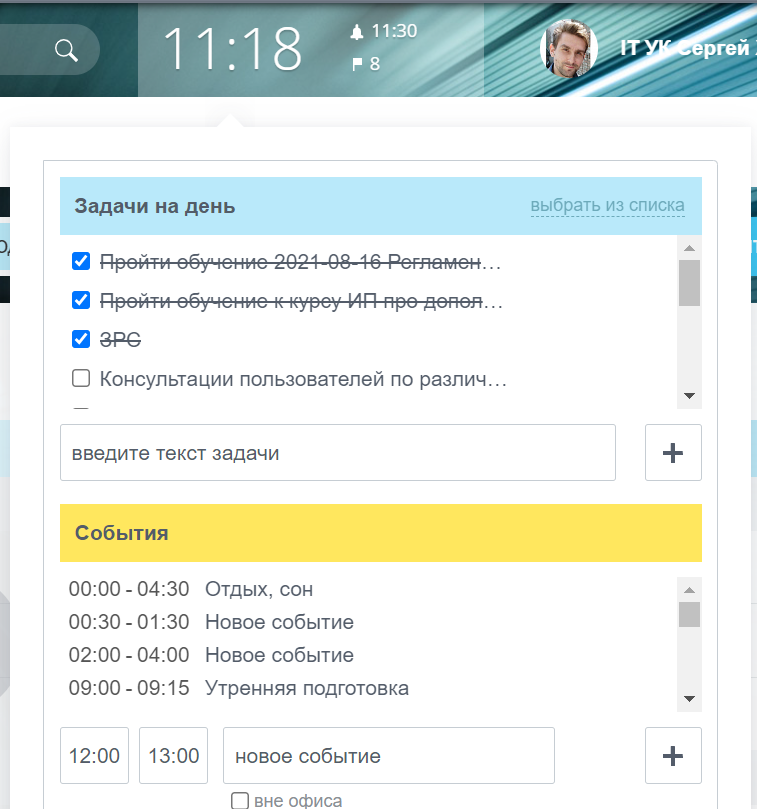 11:18
11:30
8
IT УК Сергей
Задачи на день
выбрать из списка
Пройти обучение 2021-08-16 Регламен…
Пройти обучение к курсу ИП про допол…
ЗРС
Консультации пользователей по различ…
введите текст задачи
+
События
00:00 - 04:30 Отдых, сон
00:30 - 01:30 Новое событие
02:00 - 04:00 Новое событие
09:00 - 09:15 Утренняя подготовка
12:00 13:00 новое событие
+
вне офиса